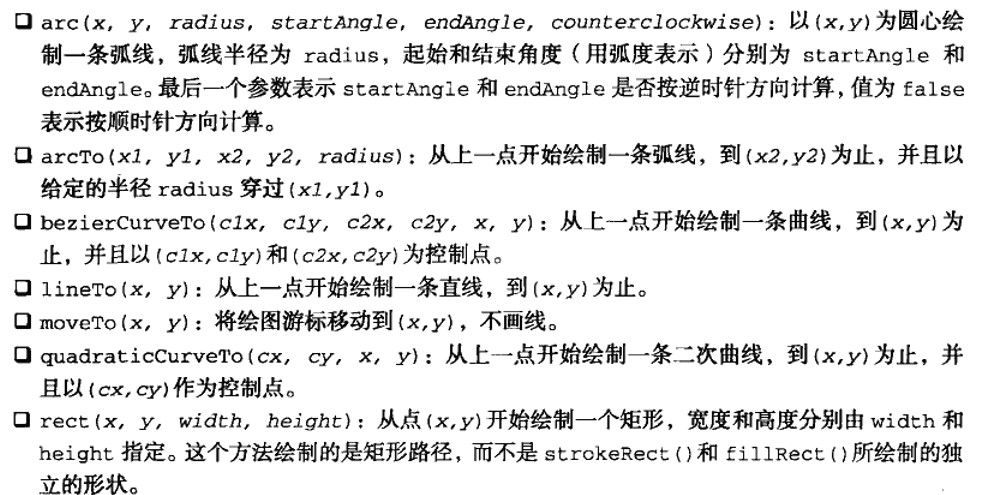 ❑ arc(x, y, radius, startAngle, endAngle, counterclockwise)：以(x,y)为圆心绘
制一条弧线，弧线半径为 radius，起始和结束角度（用弧度表示）分别为 startAngle 和
endAngle。最后一个参数表示 startAngle 和 endAngle 是否按逆时针方向计算，值为 false
表示按顺时针方向计算。
❑ arcTo(x1, y1, x2, y2, radius)：从上一点开始绘制一条弧线，到(x2,y2)为止，并且以
给定的半径 radius 穿过(x1,y1)。
❑ bezierCurveTo(c1x, c1y, c2x, c2y, x, y)：从上一点开始绘制一条曲线，到(x,y)为
止，并且以(c1x,c1y)和(c2x,c2y)为控制点。
❑ lineTo(x, y)：从上一点开始绘制一条直线，到(x,y)为止。
❑ moveTo(x, y)：将绘图游标移动到(x,y)，不画线。
❑ quadraticCurveTo(cx, cy, x, y)：从上一点开始绘制一条二次曲线，到(x,y)为止，并
且以(cx,cy)作为控制点。
❑ rect(x, y, width, height)：从点(x,y)开始绘制一个矩形，宽度和高度分别由 width 和
height 指定。这个方法绘制的是矩形路径，而不是 strokeRect()和 fillRect()所绘制的独
立的形状。